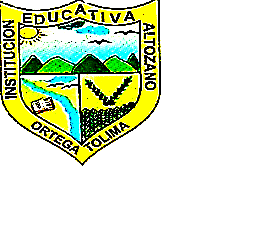 INSTITUCION
EDUCATIVA
ALTOZANO
ORTEGA
TOLIMA